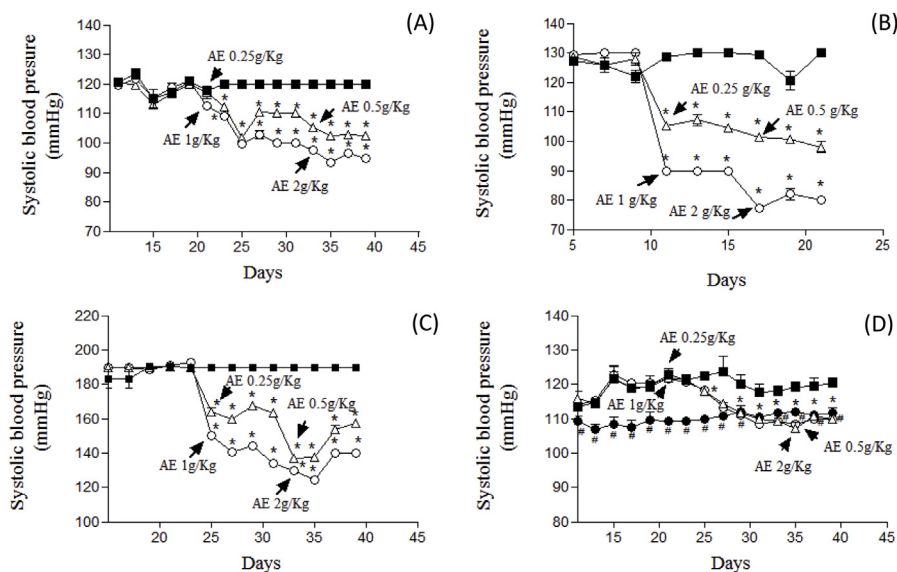 (A)
Systolic blood pressure
(mmHg)
140
130
120
110
100
90
80
70
AE 0.25g/Kg
* * * * * * * *
AE 0.5g/Kg
AE 1g/Kg
* * * * * * * *
AE 2g/Kg
15 20 25 30 35 40 45
Days
(B)
Systolic blood pressure
(mmHg)
140
130
120
110
100
90
80
70
AE 0.25 g/Kg
AE 0.5 g/Kg
* * * * * *
AE 1 g/Kg
* * * * * *
AE 2 g/Kg
5 10 15 20 25
Days
(C)
Systolic blood pressure
(mmHg)
220
200
180
160
140
120
100
AE 0.25g/Kg
AE 0.5g/Kg
* * * * * * * *
AE 1g/Kg
* * * * * * * *
AE 2g/Kg
15 20 25 30 35 40 45
Days
(D)
Systolic blood pressure
(mmHg)
140
130
120
110
100
90
80
AE 0.25g/Kg
AE 1g/Kg
AE 0.5g/Kg
AE 2g/Kg
15 20 25 30 35 40 45
Days